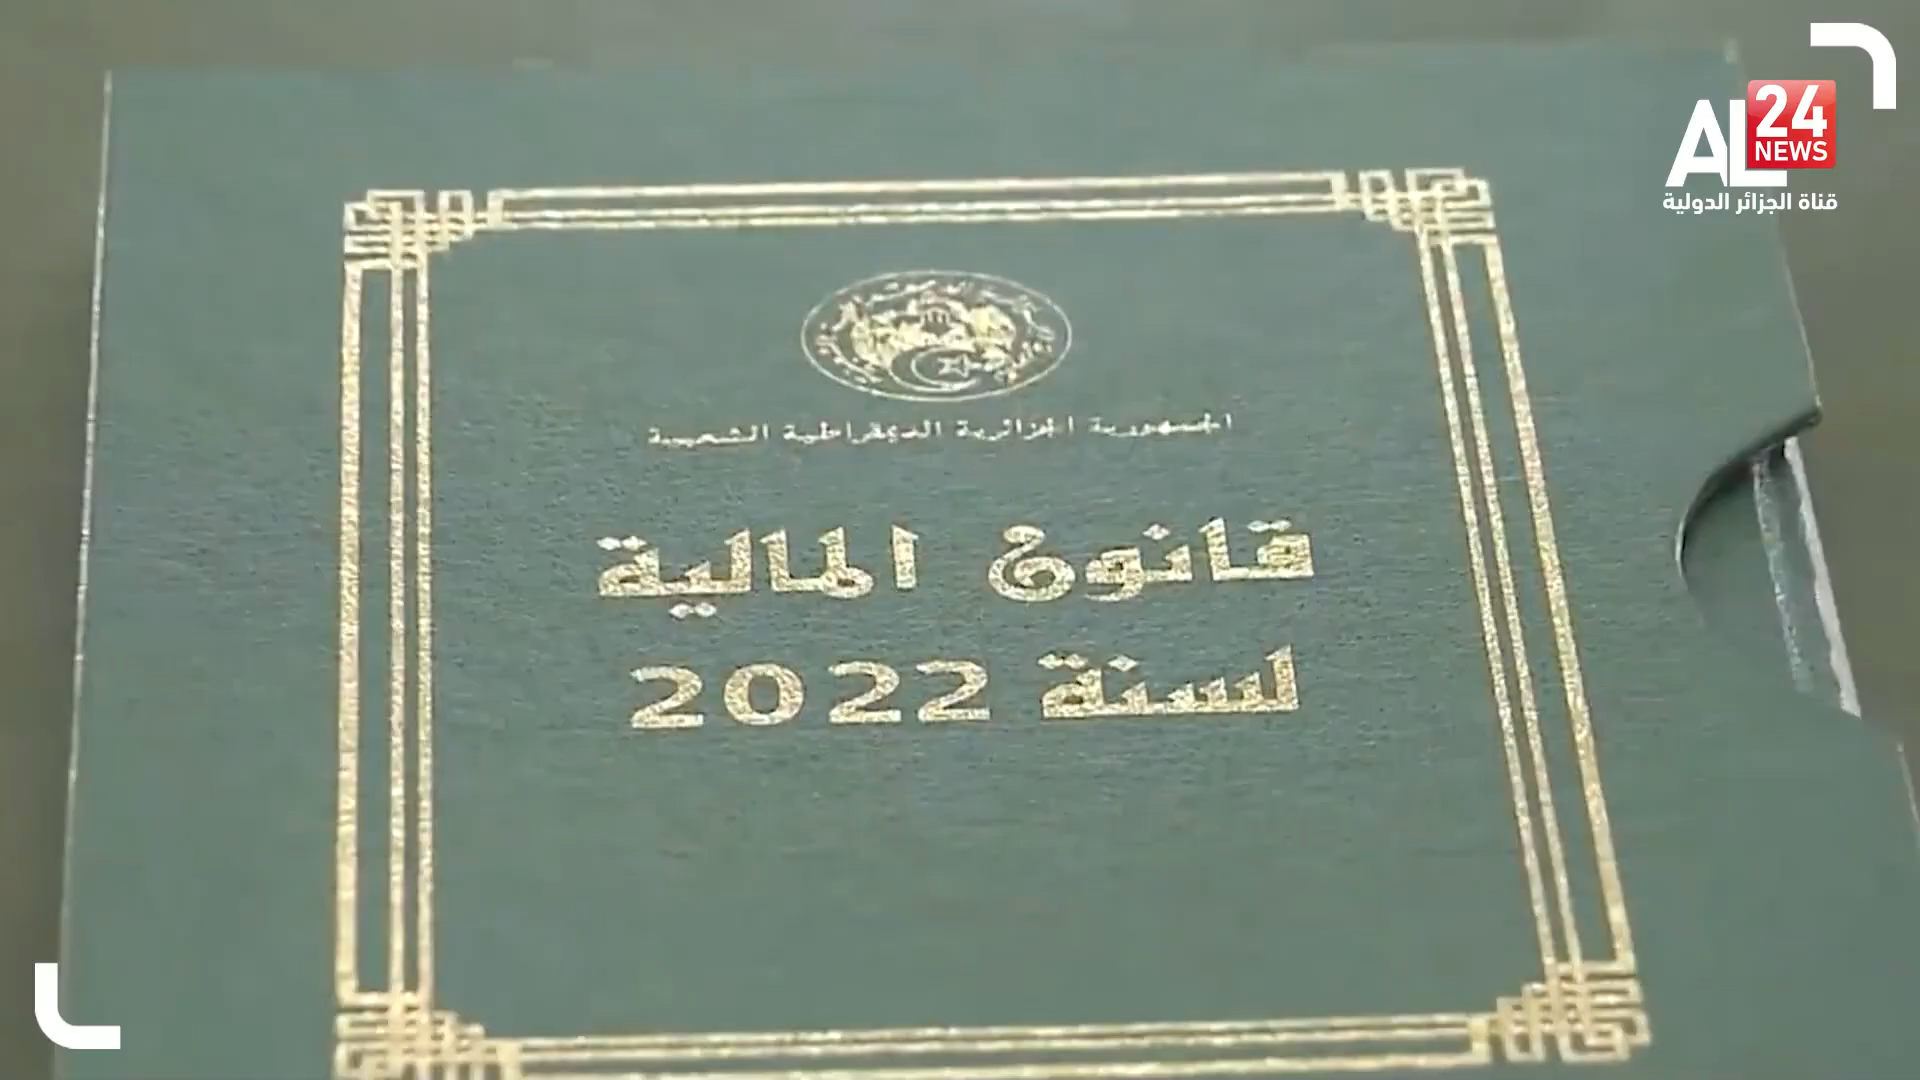 AL
24
NEWS
قناة الجزائر الدولية
الجمهورية الجزائرية الديمقراطية الشعبية
قانون المالية
لسنة 2022